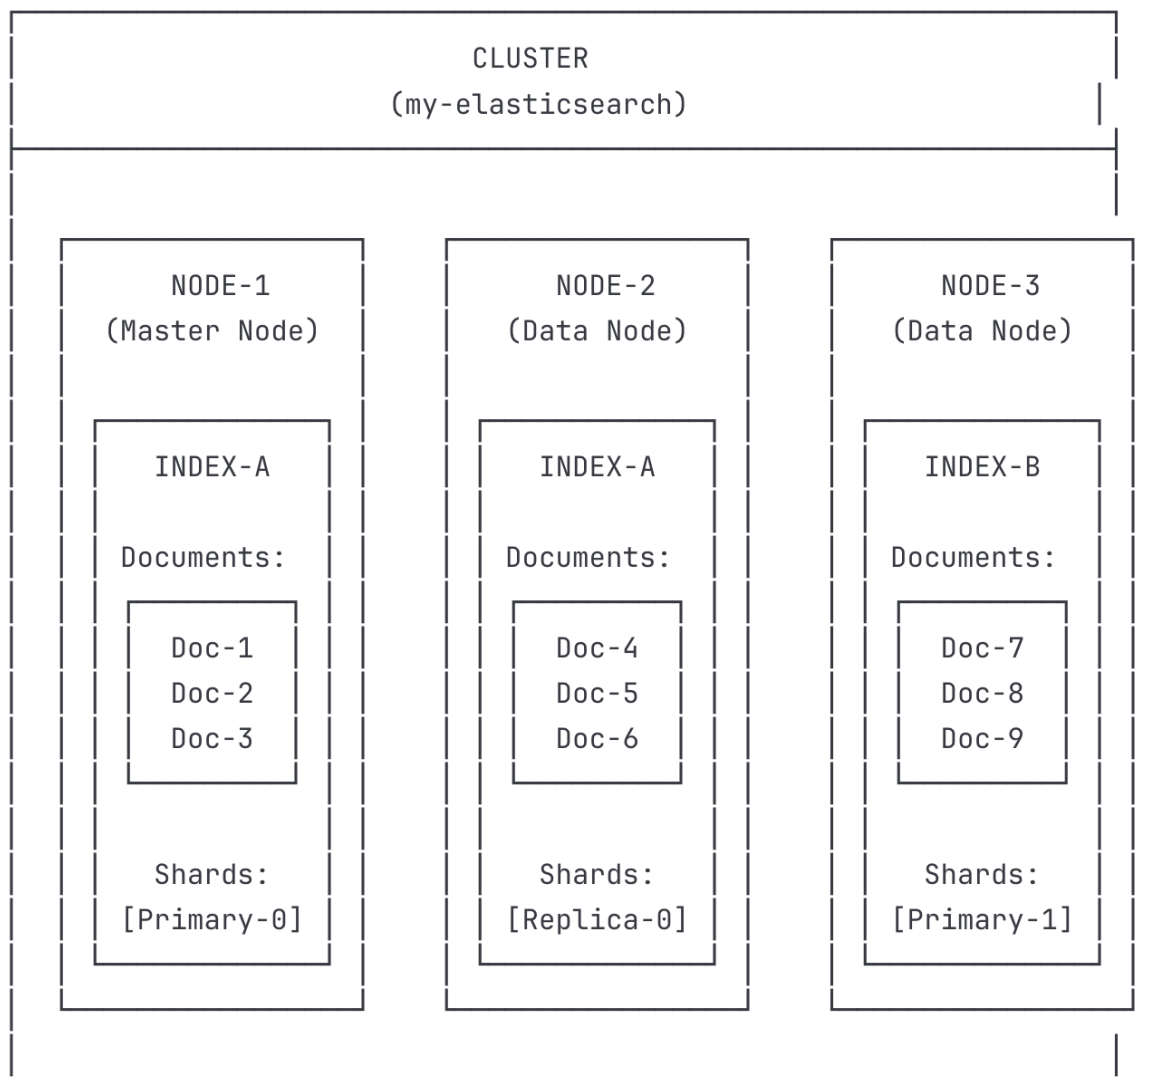 CLUSTER
(my-elasticsearch)
NODE-1 NODE-2 NODE-3
(Master Node) (Data Node) (Data Node)
INDEX-A INDEX-A INDEX-B
Documents: Documents: Documents:
Doc-1 Doc-4 Doc-7
Doc-2 Doc-5 Doc-8
Doc-3 Doc-6 Doc-9
Shards: Shards: Shards:
[Primary-0] [Replica-0] [Primary-1]